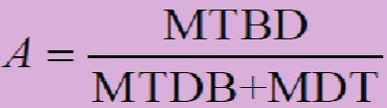 A = MTBD
MTDB+MDT